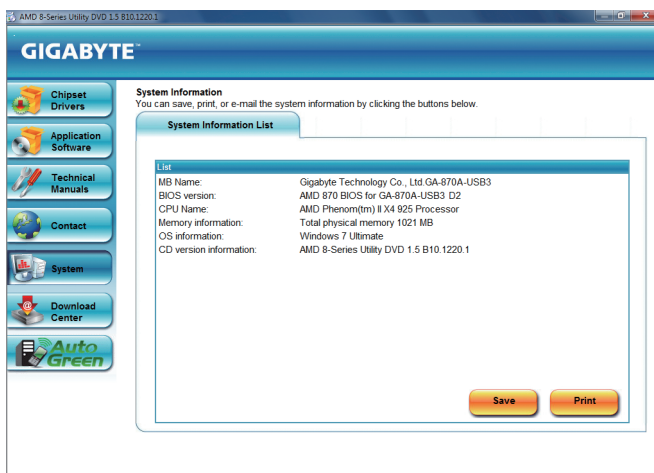 AMD 8-Series Utility DVD 1.5 B10.1220.1
GIGABYTE™
Chipset
Drivers
Application
Software
Technical
Manuals
Contact
System
Download
Center
Auto
Green
System Information
You can save, print, or e-mail the system information by clicking the buttons below.
System Information List
List
MB Name: Gigabyte Technology Co., Ltd.GA-870A-USB3
BIOS version: AMD 870 BIOS for GA-870A-USB3 D2
CPU Name: AMD Phenom(tm) II X4 925 Processor
Memory information: Total physical memory 1021 MB
OS information: Windows 7 Ultimate
CD version information: AMD 8-Series Utility DVD 1.5 B10.1220.1
Save Print